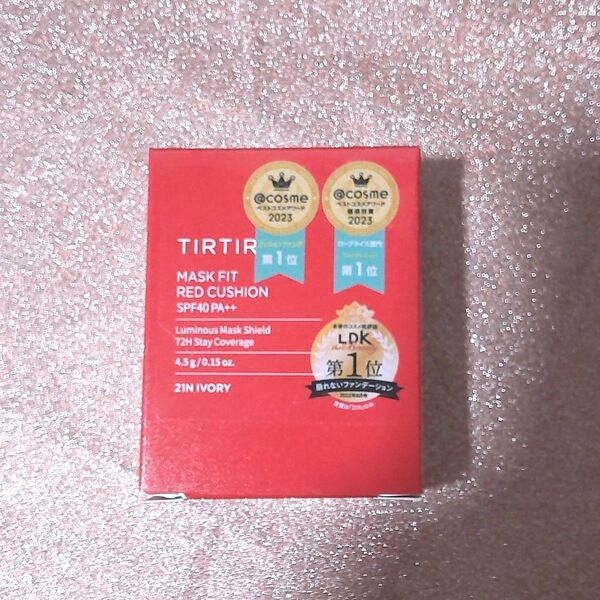 @cosme
ベストコスメアワード
2023
第1位
@cosme
ベストコスメアワード
2023
第1位
TIRTIR
MASK FIT
RED CUSHION
SPF40 PA++
Luminous Mask Shield
72H Stay Coverage
4.5 g / 0.15 oz.
21N IVORY
LDK
第1位
崩れないファンデーション